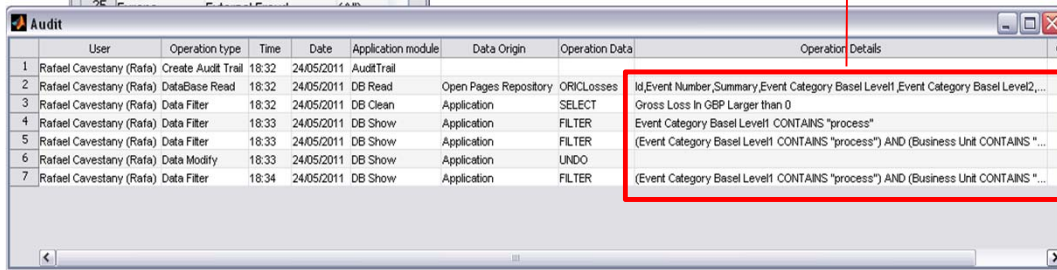 25 Europe External Fraud (All)
Audit
User Operation type Time Date Application module Data Origin Operation Data Operation Details
1 Rafael Cavestany (Rafa) Create Audit Trail 18:32 24/05/2011 AuditTrail
2 Rafael Cavestany (Rafa) DataBase Read 18:32 24/05/2011 DB Read Open Pages Repository ORICLosses Id,Event Number,Summary,Event Category Basel Level1,Event Category Basel Level2,...
3 Rafael Cavestany (Rafa) Data Filter 18:32 24/05/2011 DB Clean Application SELECT Gross Loss In GBP Larger than 0
4 Rafael Cavestany (Rafa) Data Filter 18:33 24/05/2011 DB Show Application FILTER Event Category Basel Level1 CONTAINS "process"
5 Rafael Cavestany (Rafa) Data Filter 18:33 24/05/2011 DB Show Application FILTER (Event Category Basel Level1 CONTAINS "process") AND (Business Unit CONTAINS "...
6 Rafael Cavestany (Rafa) Data Modify 18:33 24/05/2011 DB Show Application UNDO
7 Rafael Cavestany (Rafa) Data Filter 18:34 24/05/2011 DB Show Application FILTER (Event Category Basel Level1 CONTAINS "process") AND (Business Unit CONTAINS "...